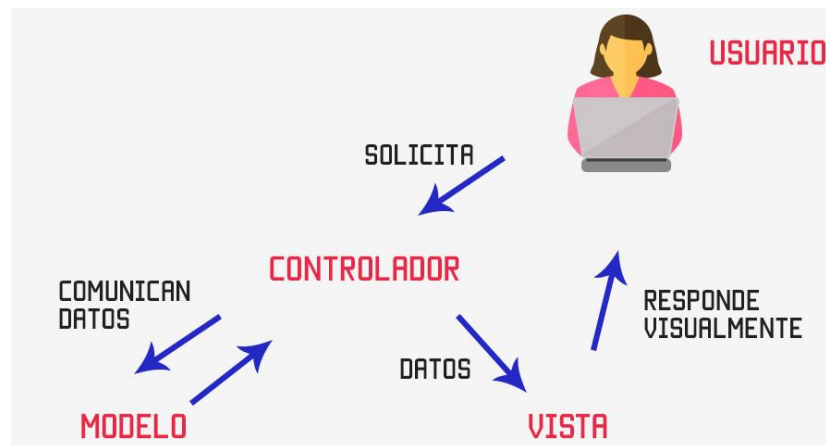 USUARIO
SOLICITA
CONTROLADOR
COMUNICAN
DATOS
RESPONDE
VISUALMENTE
DATOS
MODELO
VISTA